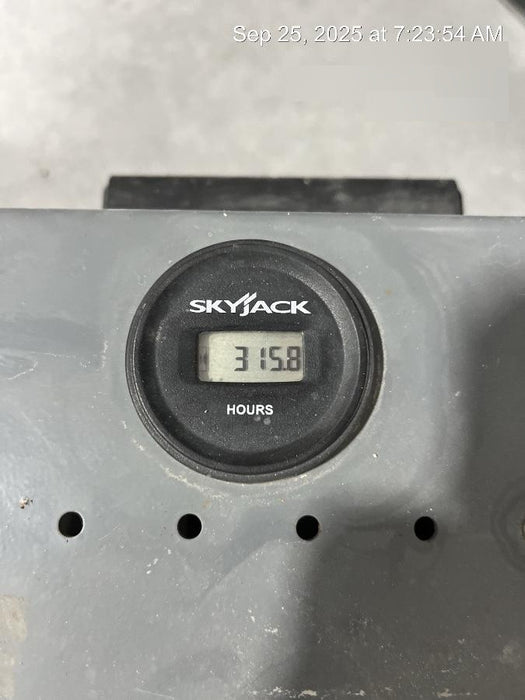 Sep 25, 2025 at 7:23:54 AM
SKYJACK
315.8
HOURS